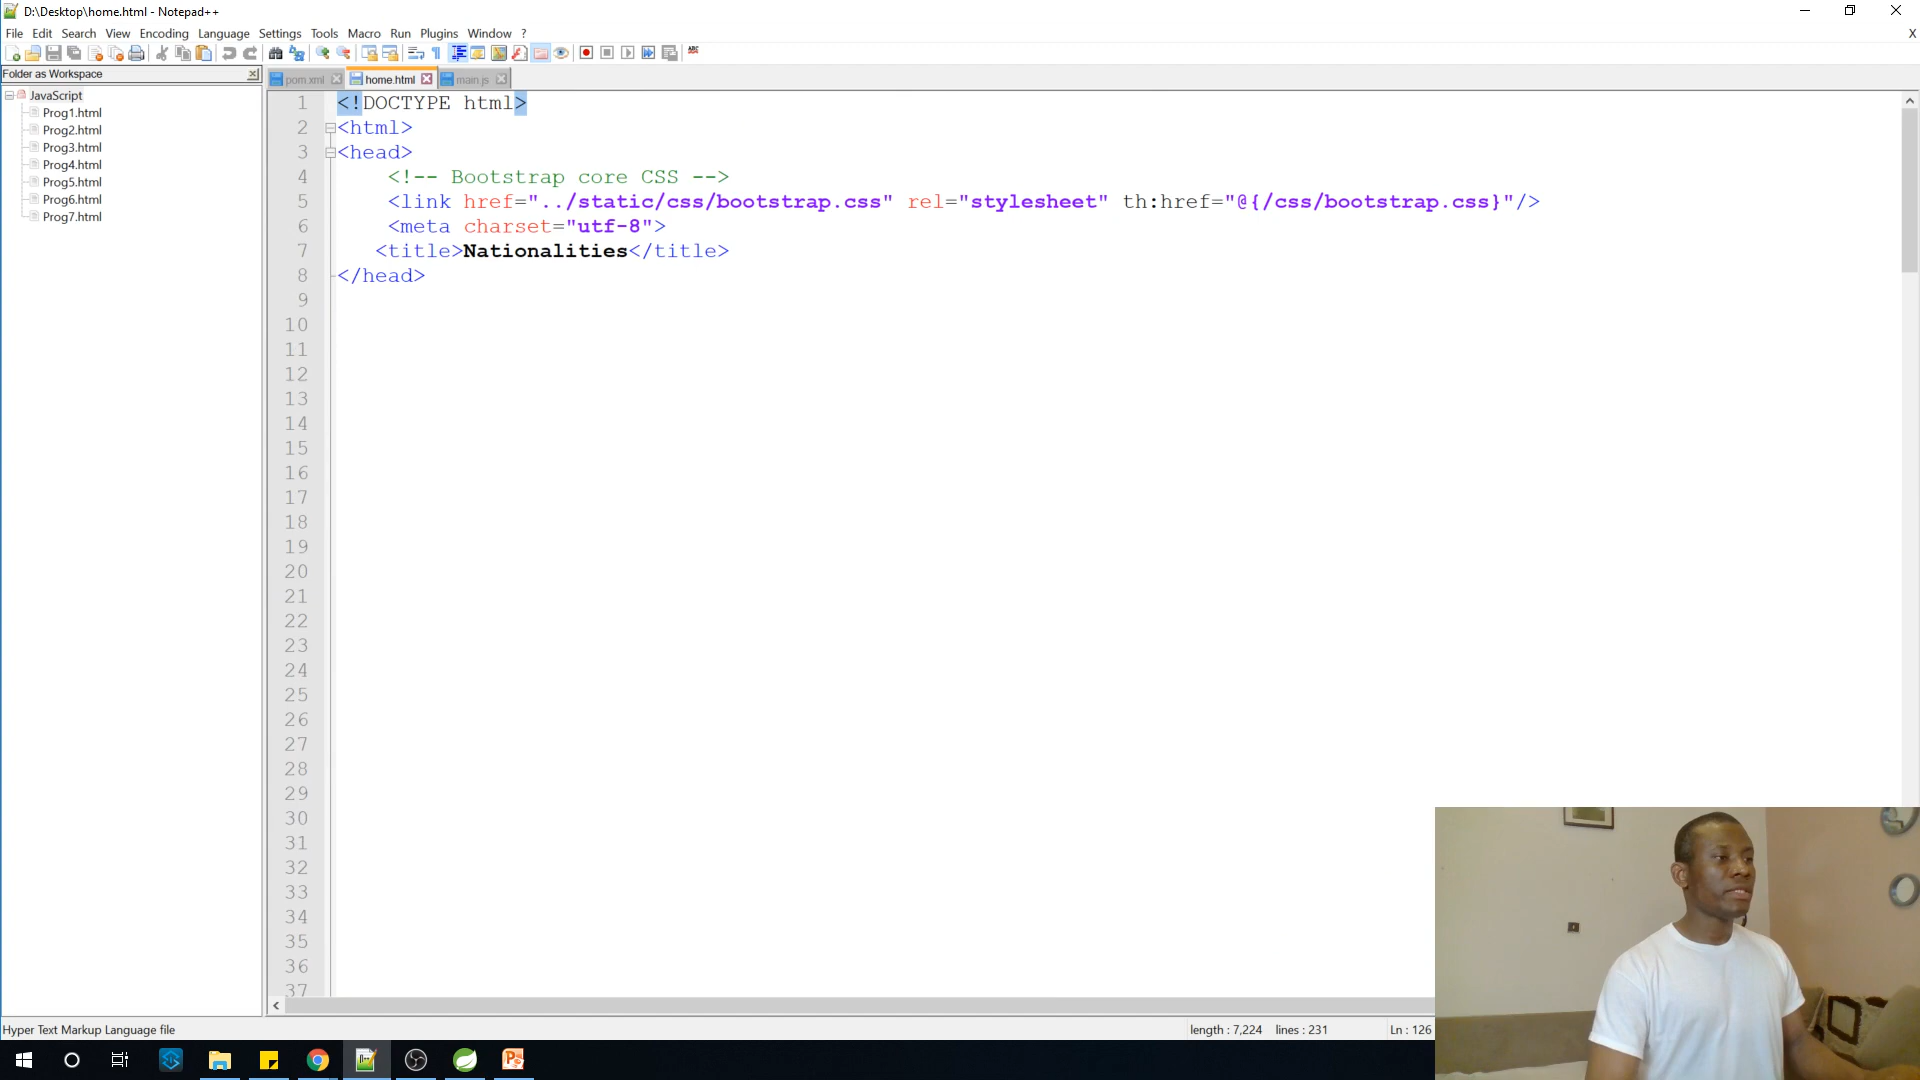 D:\Desktop\home.html - Notepad++
File Edit Search View Encoding Language Settings Tools Macro Run Plugins Window ? X
Folder as Workspace
pom.xml home.html main.js
JavaScript
Prog1.html
Prog2.html
Prog3.html
Prog4.html
Prog5.html
Prog6.html
Prog7.html
1 <!DOCTYPE html>
2 <html>
3 <head>
4 <!-- Bootstrap core CSS -->
5 <link href="../static/css/bootstrap.css" rel="stylesheet" th:href="@{/css/bootstrap.css}"/>
6 <meta charset="utf-8">
7 <title>Nationalities</title>
8 </head>
9
10
11
12
13
14
15
16
17
18
19
20
21
22
23
24
25
26
27
28
29
30
31
32
33
34
35
36
37
Hyper Text Markup Language file length : 7,224 lines : 231 Ln : 126